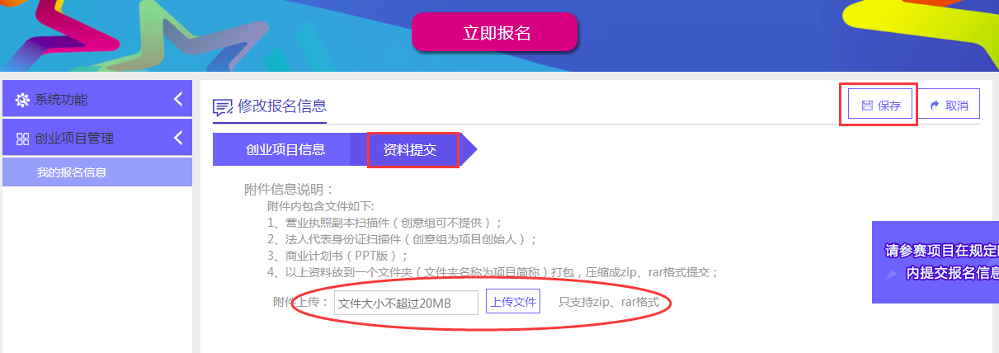 立即报名
系统功能
创业项目管理
我的报名信息
修改报名信息
保存
取消
创业项目信息
资料提交
附件信息说明：
附件内包含文件如下:
1、营业执照副本扫描件（创意组可不提供）；
2、法人代表身份证扫描件（创意组为项目创始人）；
3、商业计划书（PPT版）；
4、以上资料放到一个文件夹（文件夹名称为项目简称）打包，压缩成zip、rar格式提交；
附件上传：
文件大小不超过20MB
上传文件
只支持zip、rar格式
请参赛项目在规定
内提交报名信息